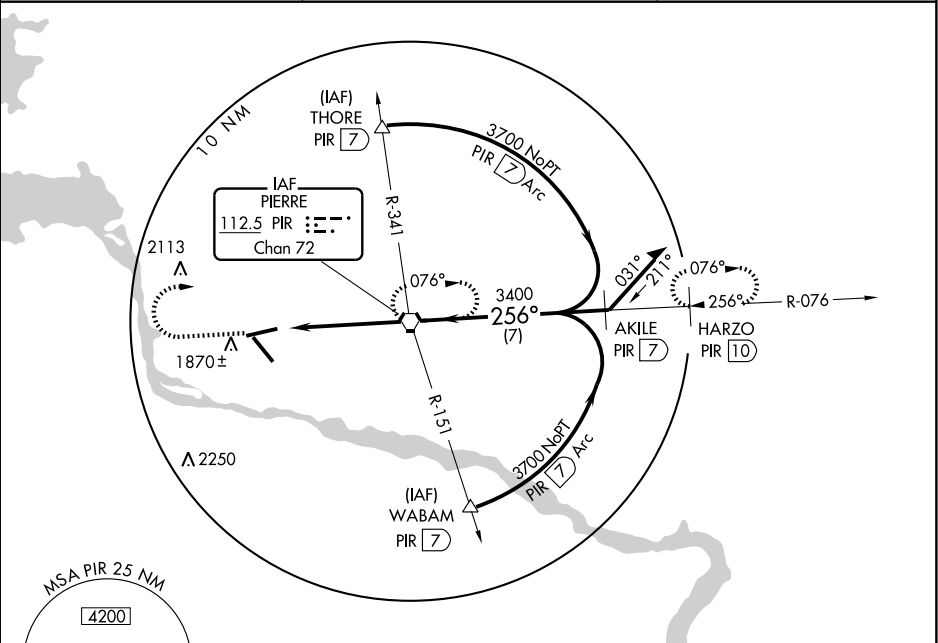 10 NM
(IAF)
THORE
PIR 7
3700 NoPT
PIR 7 Arc
IAF
PIERRE
112.5 PIR
Chan 72
R-341
2113
076°
3400
256°
(7)
031°
211°
076°
256°
R-076
AKILE
PIR 7
HARZO
PIR 10
1870±
R-151
3700 NoPT
PIR 7 Arc
2250
(IAF)
WABAM
PIR 7
MSA PIR 25 NM
4200